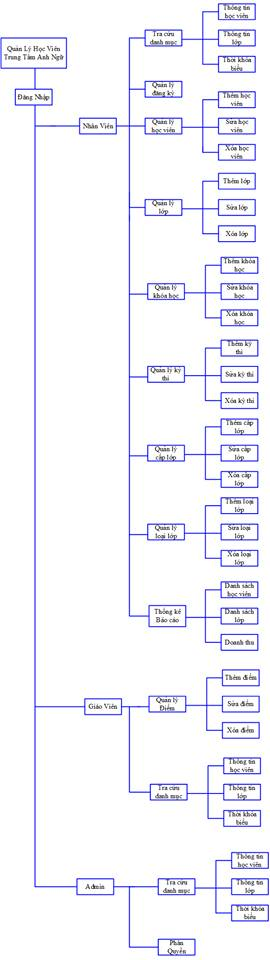 Quản Lý Học Viên
Trung Tâm Anh Ngữ
Đăng Nhập
Nhân Viên
Tra cứu
danh mục
Thông tin
học viên
Thông tin
lớp
Thời khóa
biểu
Quản lý
đăng ký
Quản lý
học viên
Thêm học
viên
Sửa học
viên
Xóa học
viên
Quản lý
lớp
Thêm lớp
Sửa lớp
Xóa lớp
Quản lý
khóa học
Thêm khóa
học
Sửa khóa
học
Xóa khóa
học
Quản lý kỳ
thi
Thêm kỳ
thi
Sửa kỳ thi
Xóa kỳ thi
Quản lý
cấp lớp
Thêm cấp
lớp
Sửa cấp
lớp
Xóa cấp
lớp
Quản lý
loại lớp
Thêm loại
lớp
Sửa loại
lớp
Xóa loại
lớp
Thống kê
Báo cáo
Danh sách
học viên
Danh sách
lớp
Doanh thu
Giáo Viên
Quản lý
Điểm
Thêm điểm
Sửa điểm
Xóa điểm
Tra cứu
danh mục
Thông tin
học viên
Thông tin
lớp
Thời khóa
biểu
Admin
Tra cứu
danh mục
Thông tin
học viên
Thông tin
lớp
Thời khóa
biểu
Phân
Quyền